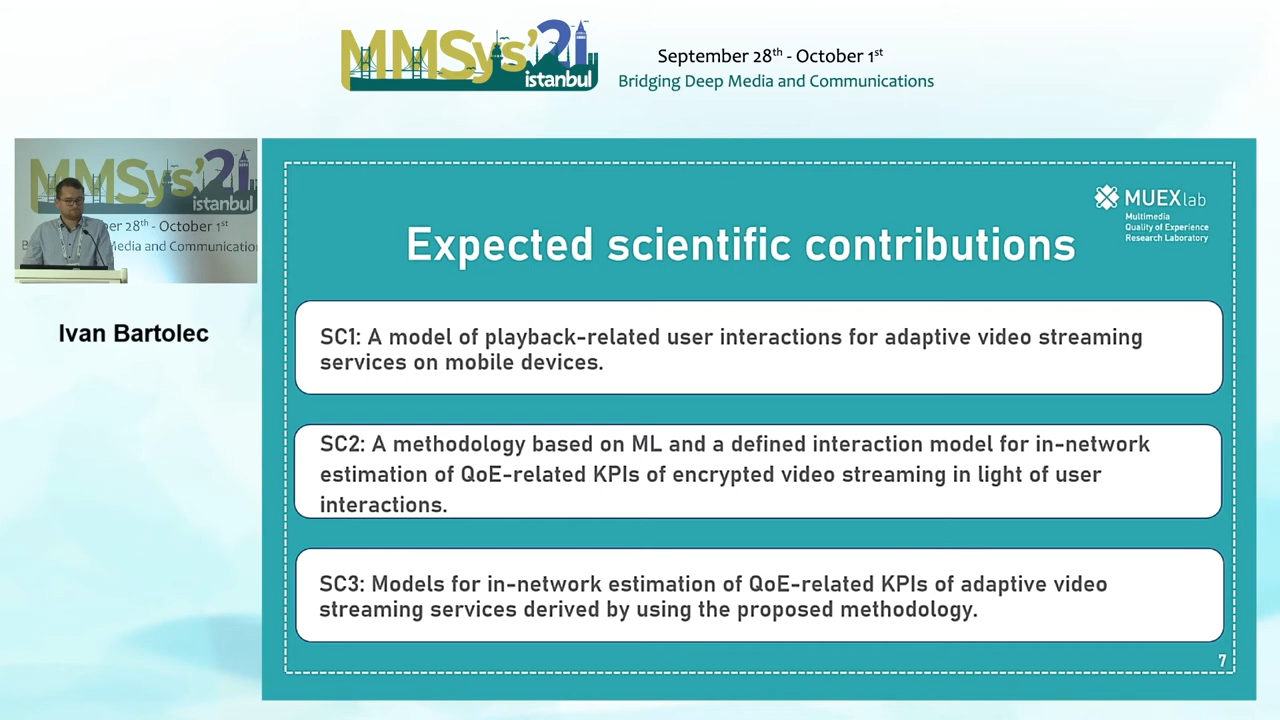 MMSys'21
istanbul
September 28th - October 1st
Bridging Deep Media and Communications
MMSys'21
istanbul
ber 28th - October 1st
Media and Communication
Ivan Bartolec
MUEXlab
Multimedia
Quality of Experience
Research Laboratory
Expected scientific contributions
SC1: A model of playback-related user interactions for adaptive video streaming
services on mobile devices.
SC2: A methodology based on ML and a defined interaction model for in-network
estimation of QoE-related KPIs of encrypted video streaming in light of user
interactions.
SC3: Models for in-network estimation of QoE-related KPIs of adaptive video
streaming services derived by using the proposed methodology.
7